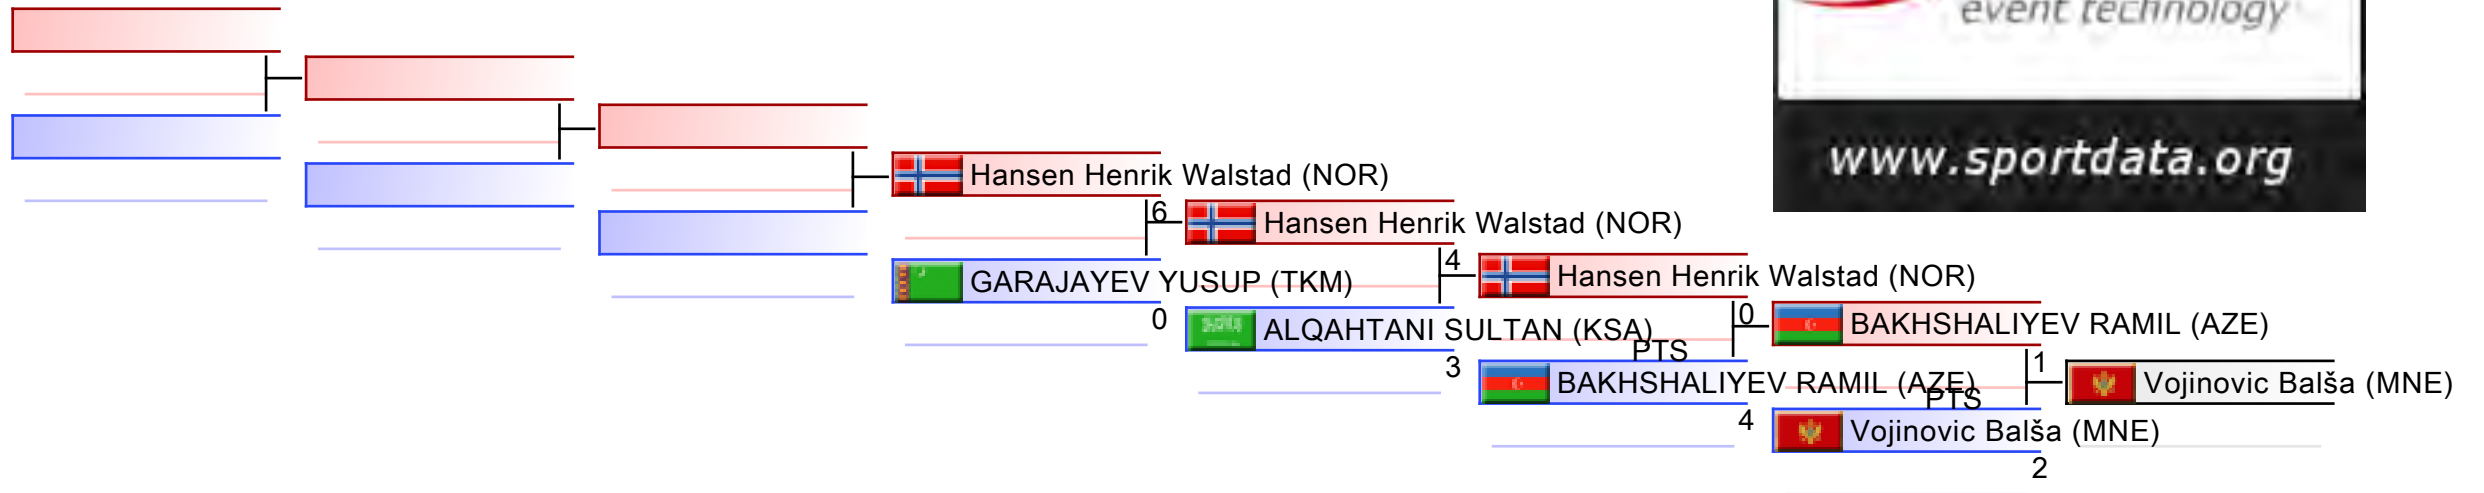 event technology
www.sportdata.org
Hansen Henrik Walstad (NOR)
6
Hansen Henrik Walstad (NOR)
GARAJAYEV YUSUP (TKM)
0
4
Hansen Henrik Walstad (NOR)
ALQAHTANI SULTAN (KSA)
3
0
BAKHSHALIYEV RAMIL (AZE)
PTS
BAKHSHALIYEV RAMIL (AZE)
4
1
Vojinovic Balša (MNE)
PTS
Vojinovic Balša (MNE)
2